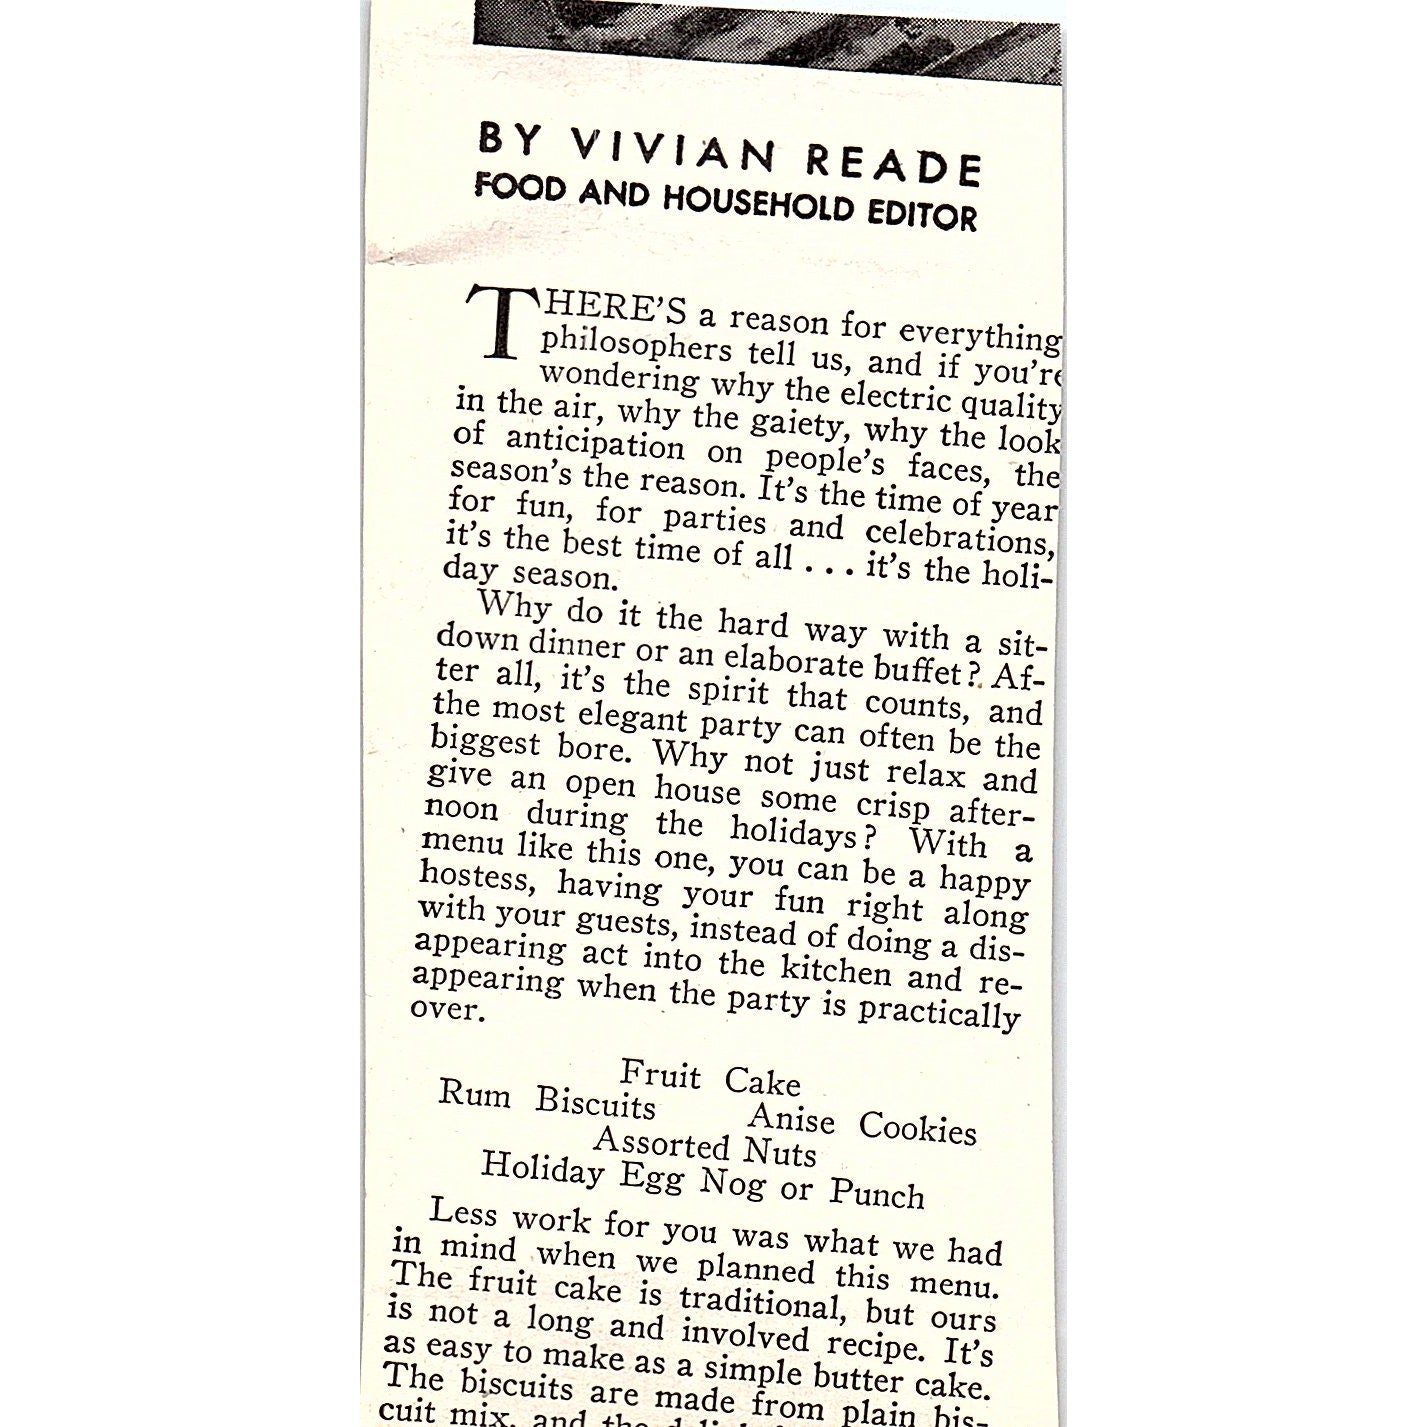 BY VIVIAN READE
FOOD AND HOUSEHOLD EDITOR
THERE'S a reason for everything
philosophers tell us, and if you're
wondering why the electric quality
in the air, why the gaiety, why the look
of anticipation on people's faces, the
season's the reason. It's the time of year
for fun, for parties and celebrations,
it's the best time of all . . . it's the holi-
day season.
Why do it the hard way with a sit-
down dinner or an elaborate buffet? Af-
ter all, it's the spirit that counts, and
the most elegant party can often be the
biggest bore. Why not just relax and
give an open house some crisp after-
noon during the holidays? With a
menu like this one, you can be a happy
hostess, having your fun right along
with your guests, instead of doing a dis-
appearing act into the kitchen and re-
appearing when the party is practically
over.
Fruit Cake
Rum Biscuits Anise Cookies
Assorted Nuts
Holiday Egg Nog or Punch
Less work for you was what we had
in mind when we planned this menu.
The fruit cake is traditional, but ours
is not a long and involved recipe. It's
as easy to make as a simple butter cake.
The biscuits are made from plain bis-
cuit mix, and the